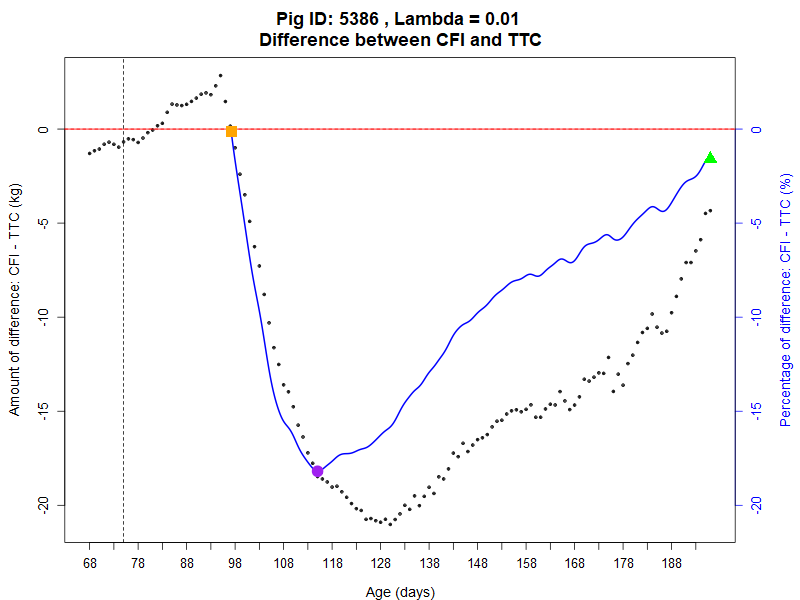 Pig ID: 5386 , Lambda = 0.01
Difference between CFI and TTC
Amount of difference: CFI - TTC (kg)
0
-5
-10
-15
-20
68 78 88 98 108 118 128 138 148 158 168 178 188
Age (days)
0
-5
-10
-15
-20
Percentage of difference: CFI - TTC (%)